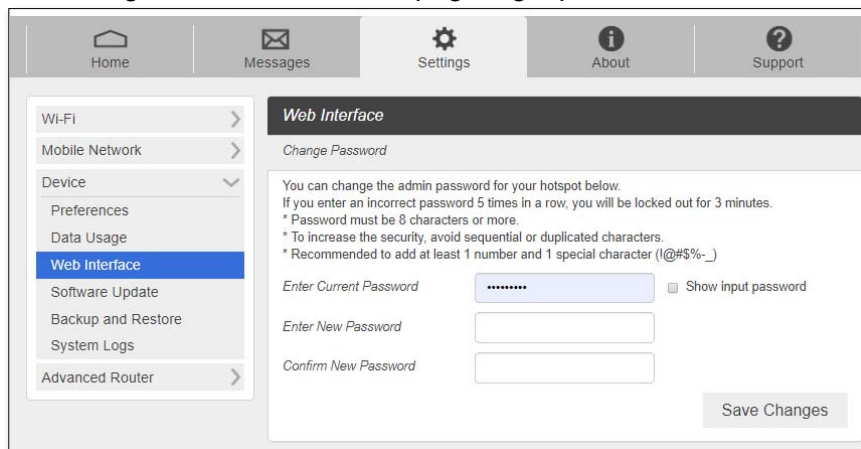 Home
Messages
Settings
About
Support
Wi-Fi
Mobile Network
Device
Preferences
Data Usage
Web Interface
Software Update
Backup and Restore
System Logs
Advanced Router
Web Interface
Change Password
You can change the admin password for your hotspot below.
If you enter an incorrect password 5 times in a row, you will be locked out for 3 minutes.
* Password must be 8 characters or more.
* To increase the security, avoid sequential or duplicated characters.
* Recommended to add at least 1 number and 1 special character (!@#$%-_)
Enter Current Password ••••••••• Show input password
Enter New Password
Confirm New Password
Save Changes